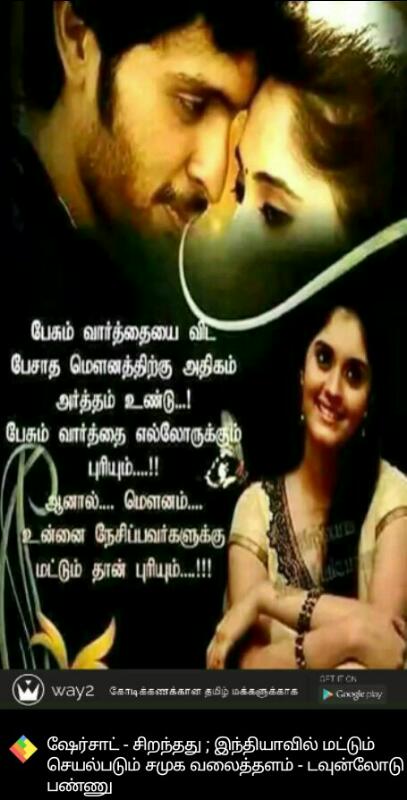 பேசும் வார்த்தையை விட
பேசாத மௌனத்திற்கு அதிகம்
அர்த்தம் உண்டு...!
பேசும் வார்த்தை எல்லோருக்கும்
புரியும்....!!
ஆனால்.... மௌனம்....
உன்னை நேசிப்பவர்களுக்கு
மட்டும் தான் புரியும்....!!!
way2 கோடிக்கணக்கான தமிழ் மக்களுக்காக
GET IT ON
Google play
ஷேர்சாட் - சிறந்தது ; இந்தியாவில் மட்டும்
செயல்படும் சமுக வலைத்தளம் - டவுன்லோடு
பண்ணு